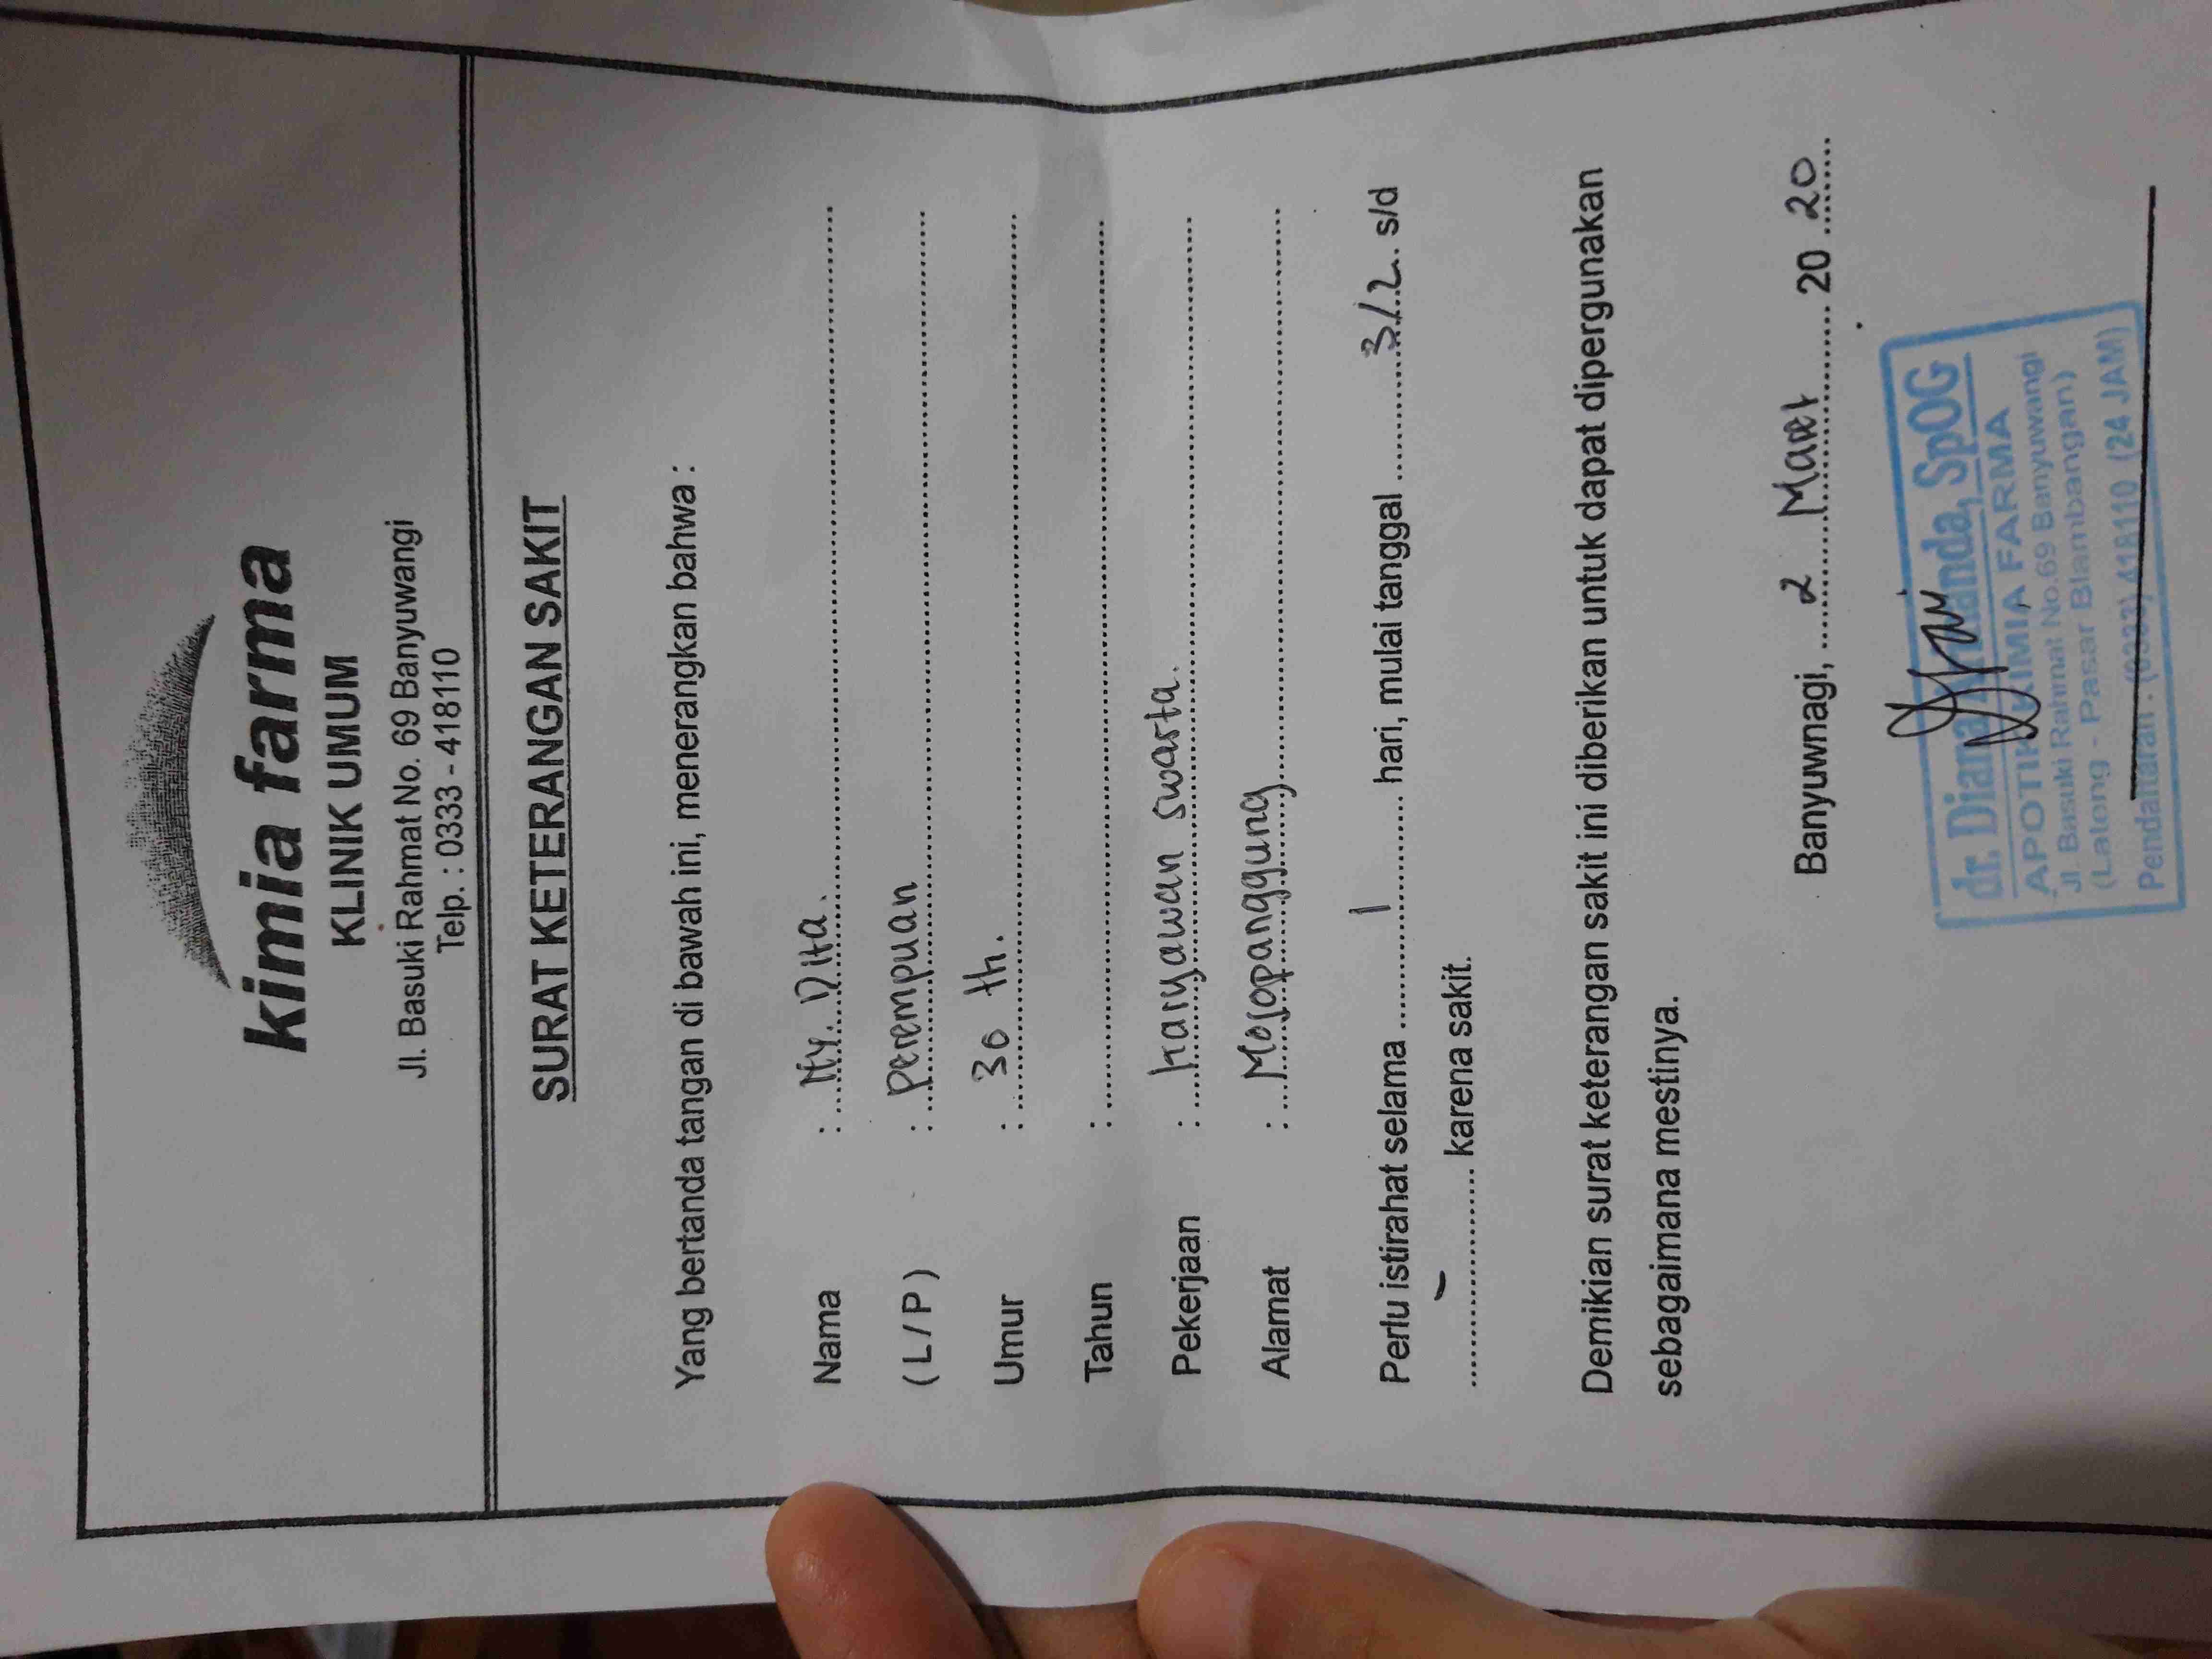 kimia farma
KLINIK UMUM
Jl. Basuki Rahmat No. 69 Banyuwangi
Telp. : 0333 - 418110
SURAT KETERANGAN SAKIT
Yang bertanda tangan di bawah ini, menerangkan bahwa :
Nama : Ny. Dita.
(L/P) : Perempuan
Umur : 30 th.
Tahun :
Pekerjaan : Karyawan swasta.
Alamat : Mojopanggung
Perlu istirahat selama 1 hari, mulai tanggal 3/2 s/d
- karena sakit.
Demikian surat keterangan sakit ini diberikan untuk dapat dipergunakan
sebagaimana mestinya.
Banyuwnagi, 2 Maret 20 20
dr. Diana SpOG
APOTIK KIMIA FARMA
Jl. Basuki Rahmat No.69 Banyuwangi
(Lateng - Pasar Blambangan)
Pendaftaran : (0333) 418110 (24 JAM)